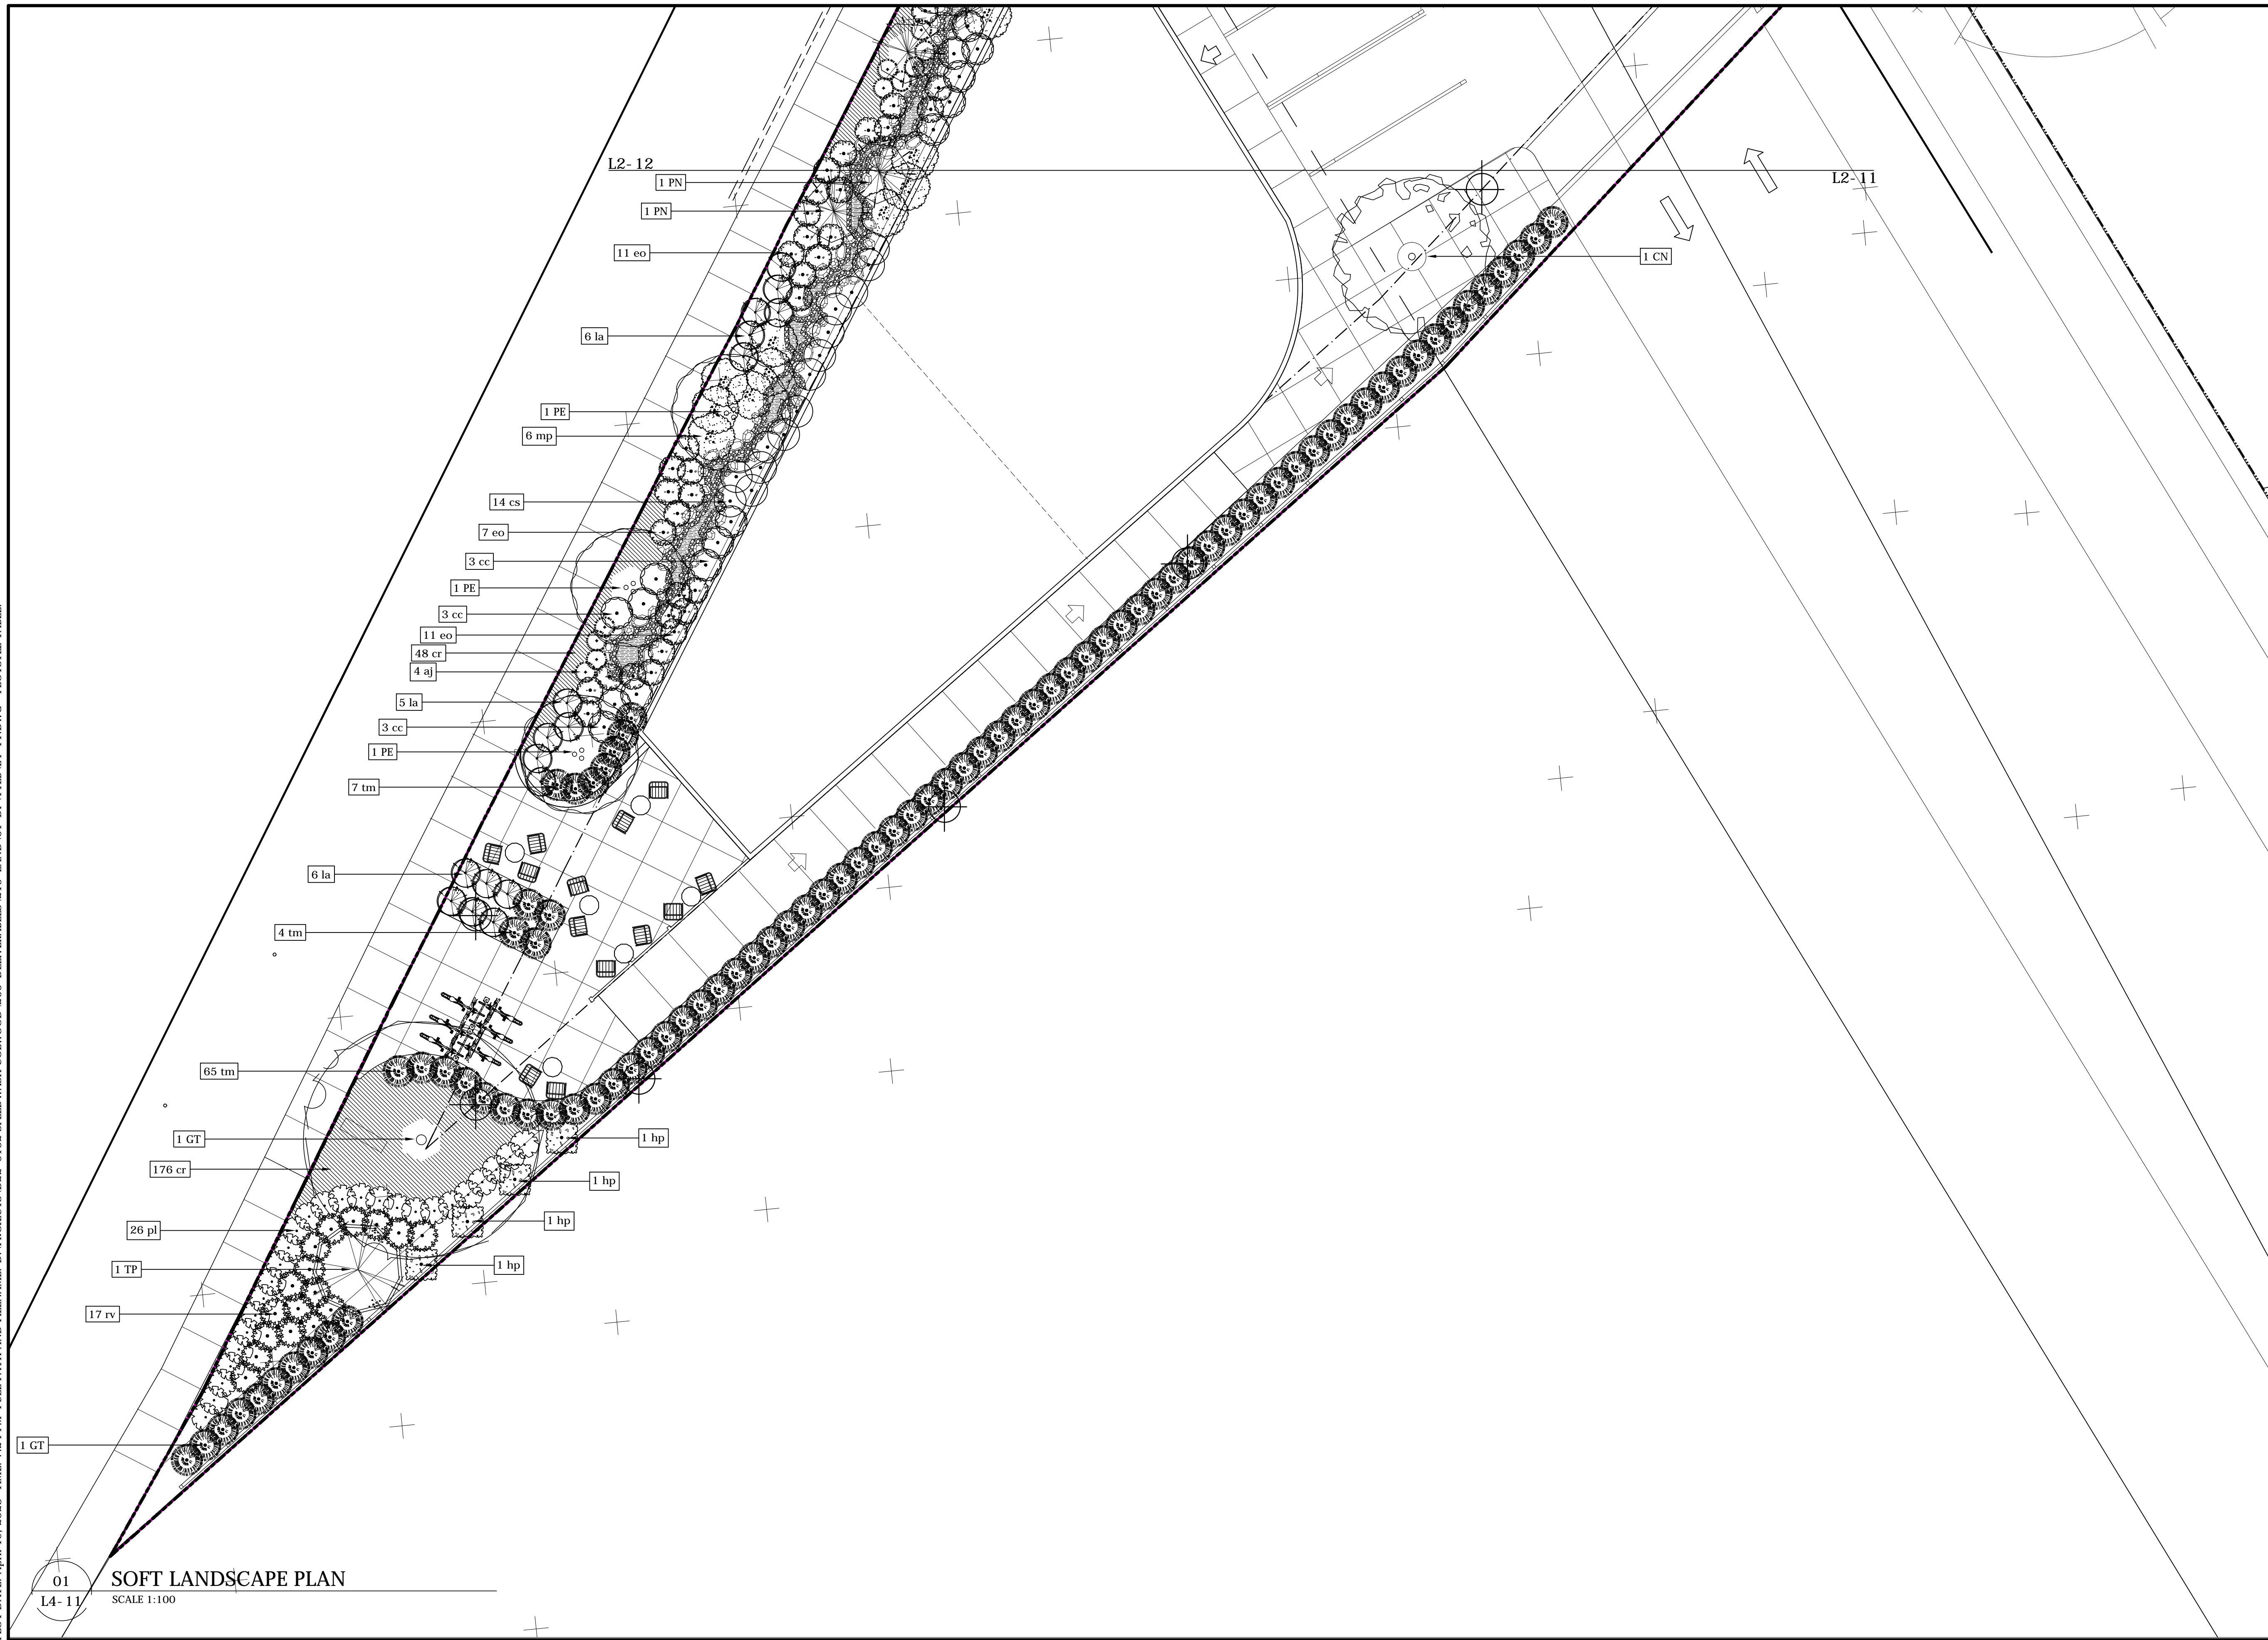 L2-12
L2-11
1 PN
1 PN
11 eo
1 CN
6 la
1 PE
6 mp
14 cs
7 eo
3 cc
1 PE
3 cc
11 eo
48 cr
4 aj
5 la
3 cc
1 PE
7 tm
6 la
4 tm
65 tm
1 GT
1 hp
176 cr
1 hp
1 hp
26 pl
1 hp
1 TP
17 rv
1 GT
01
L4-11
SOFT LANDSCAPE PLAN
SCALE 1:100